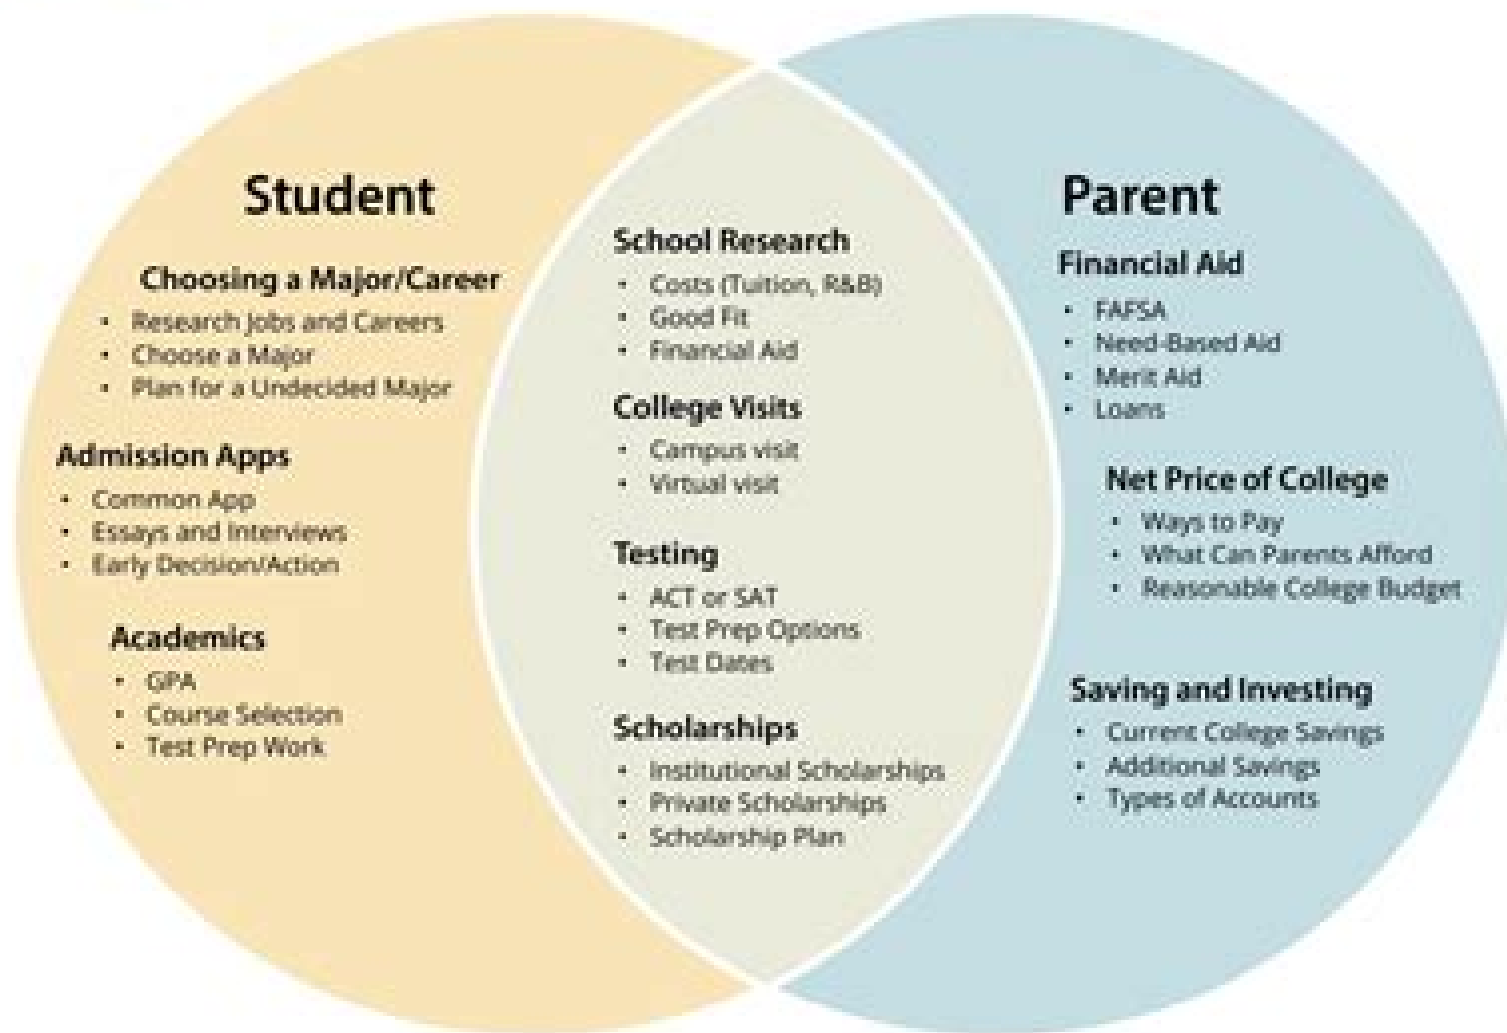 Student
Choosing a Major/Career
• Research Jobs and Careers
• Choose a Major
• Plan for a Undecided Major
Admission Apps
• Common App
• Essays and Interviews
• Early Decision/Action
Academics
• GPA
• Course Selection
• Test Prep Work
School Research
• Costs (Tuition, R&B)
• Good Fit
• Financial Aid
College Visits
• Campus visit
• Virtual visit
Testing
• ACT or SAT
• Test Prep Options
• Test Dates
Scholarships
• Institutional Scholarships
• Private Scholarships
• Scholarship Plan
Parent
Financial Aid
• FAFSA
• Need-Based Aid
• Merit Aid
• Loans
Net Price of College
• Ways to Pay
• What Can Parents Afford
• Reasonable College Budget
Saving and Investing
• Current College Savings
• Additional Savings
• Types of Accounts